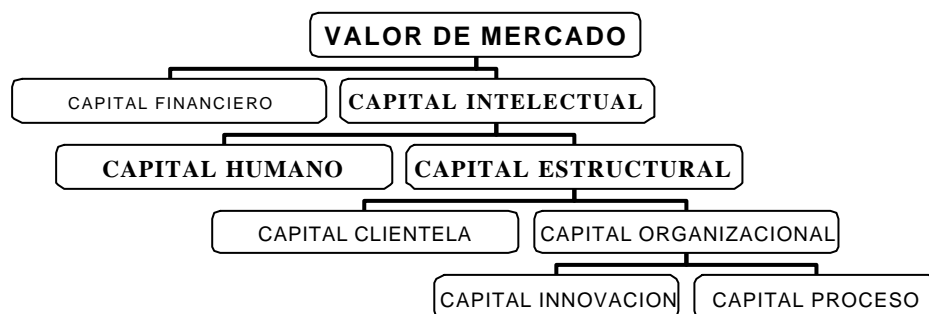 VALOR DE MERCADO
CAPITAL FINANCIERO
CAPITAL INTELECTUAL
CAPITAL HUMANO
CAPITAL ESTRUCTURAL
CAPITAL CLIENTELA
CAPITAL ORGANIZACIONAL
CAPITAL INNOVACION
CAPITAL PROCESO